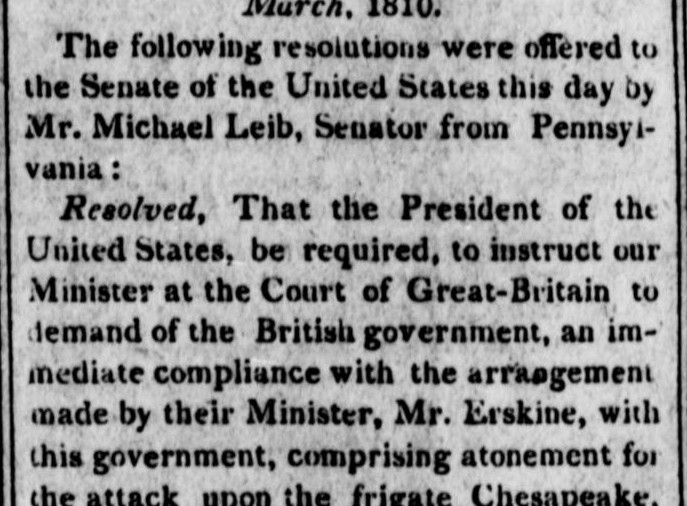 March, 1810.
The following resolutions were offered to
the Senate of the United States this day by
Mr. Michael Leib, Senator from Pennsyl-
vania :
Resolved, That the President of the
United States, be required, to instruct our
Minister at the Court of Great-Britain to
demand of the British government, an im-
mediate compliance with the arrangement
made by their Minister, Mr. Erskine, with
this government, comprising atonement for
the attack upon the frigate Chesapeake.